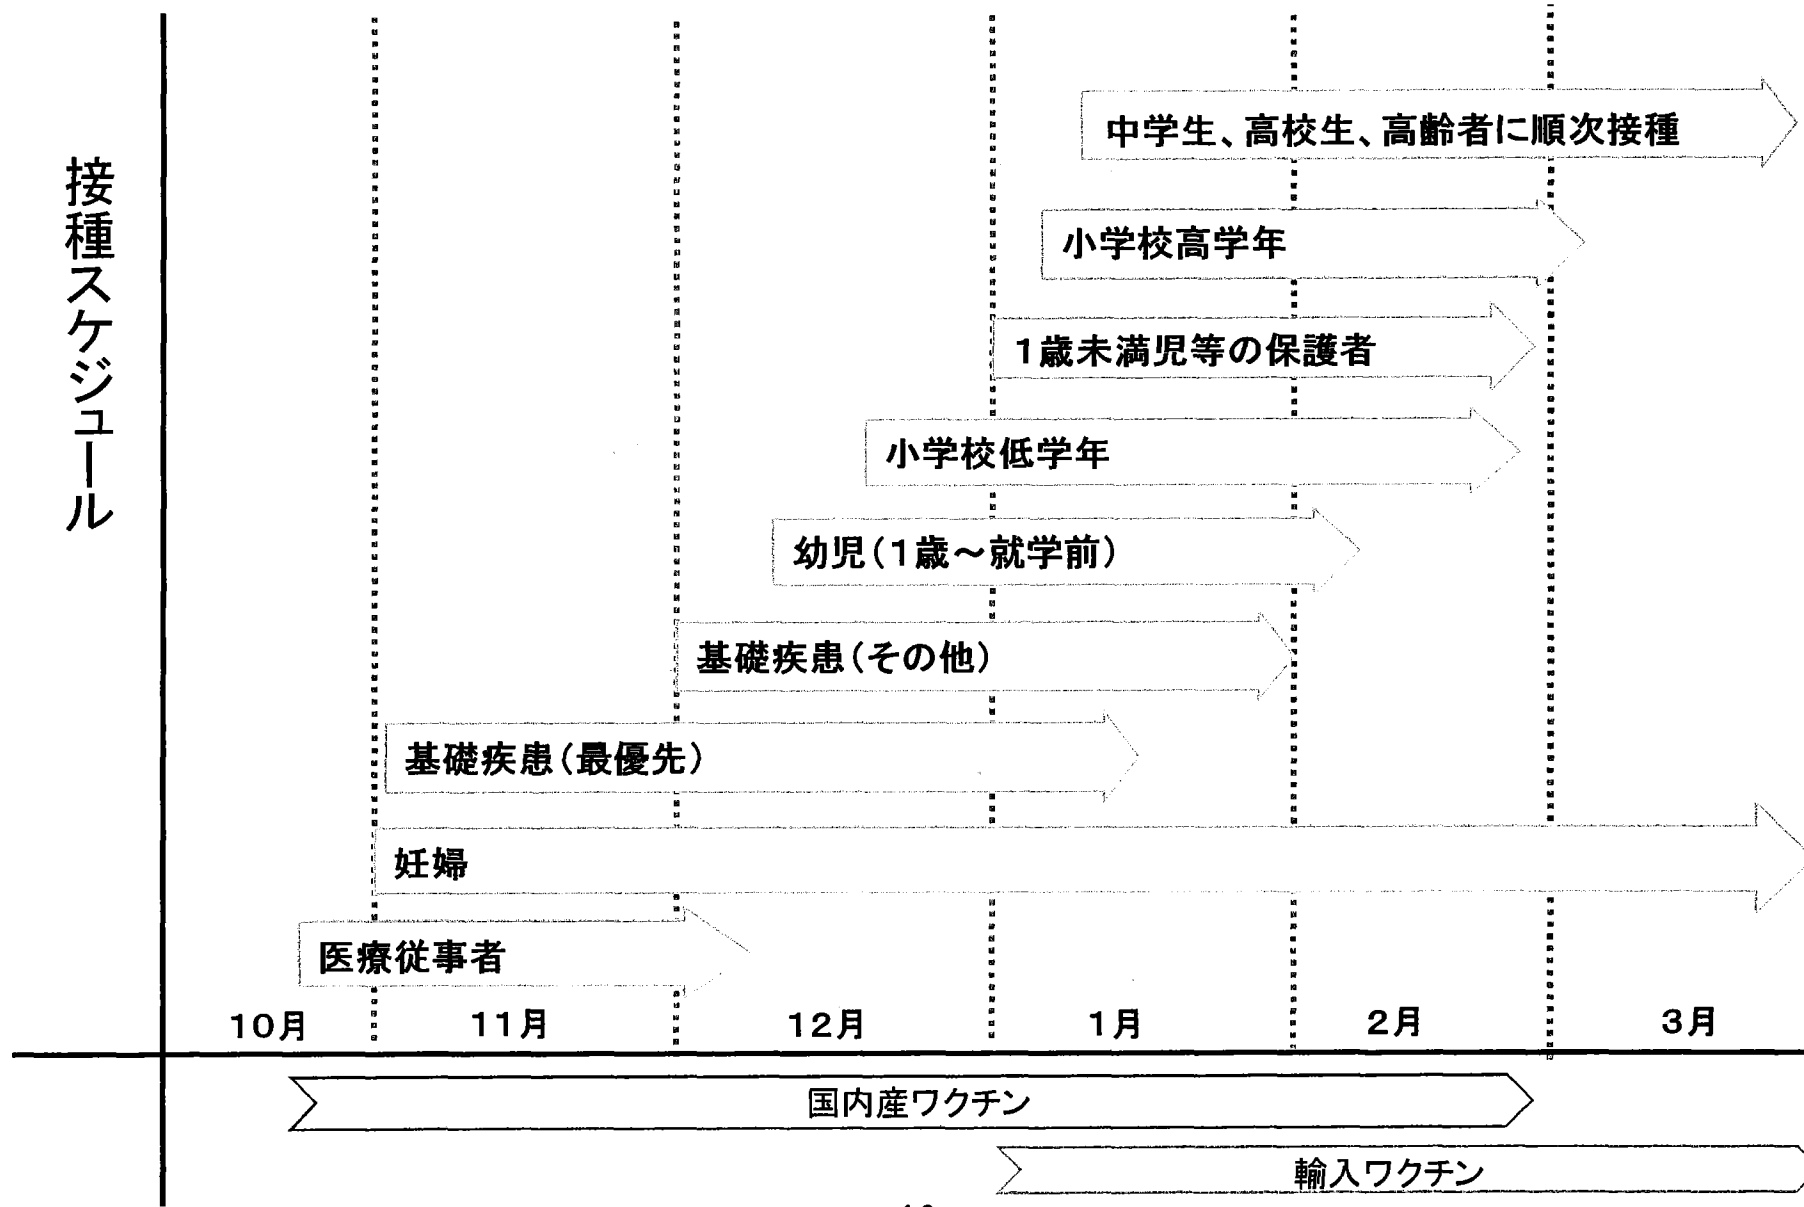 接種スケジュール
中学生、高校生、高齢者に順次接種
小学校高学年
1歳未満児等の保護者
小学校低学年
幼児(1歳～就学前)
基礎疾患(その他)
基礎疾患(最優先)
妊婦
医療従事者
10月 11月 12月 1月 2月 3月
国内産ワクチン
輸入ワクチン